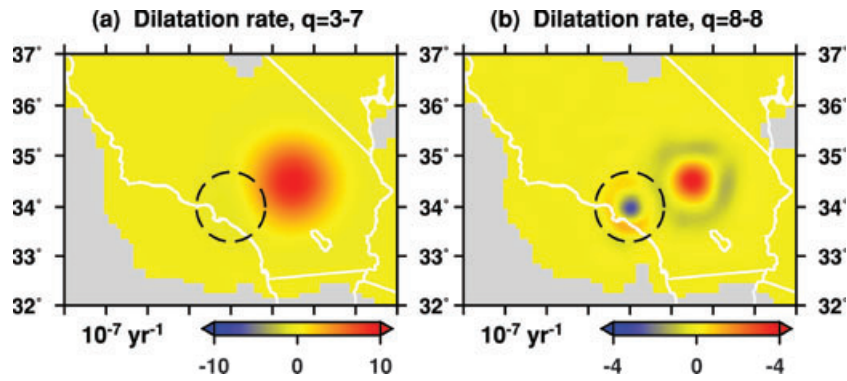 (a) Dilatation rate, q=3-7
(b) Dilatation rate, q=8-8
37˚ 37˚
36˚ 36˚
35˚ 35˚
34˚ 34˚
33˚ 33˚
32˚ 32˚
10⁻⁷ yr⁻¹
-10 0 10
10⁻⁷ yr⁻¹
-4 0 -4